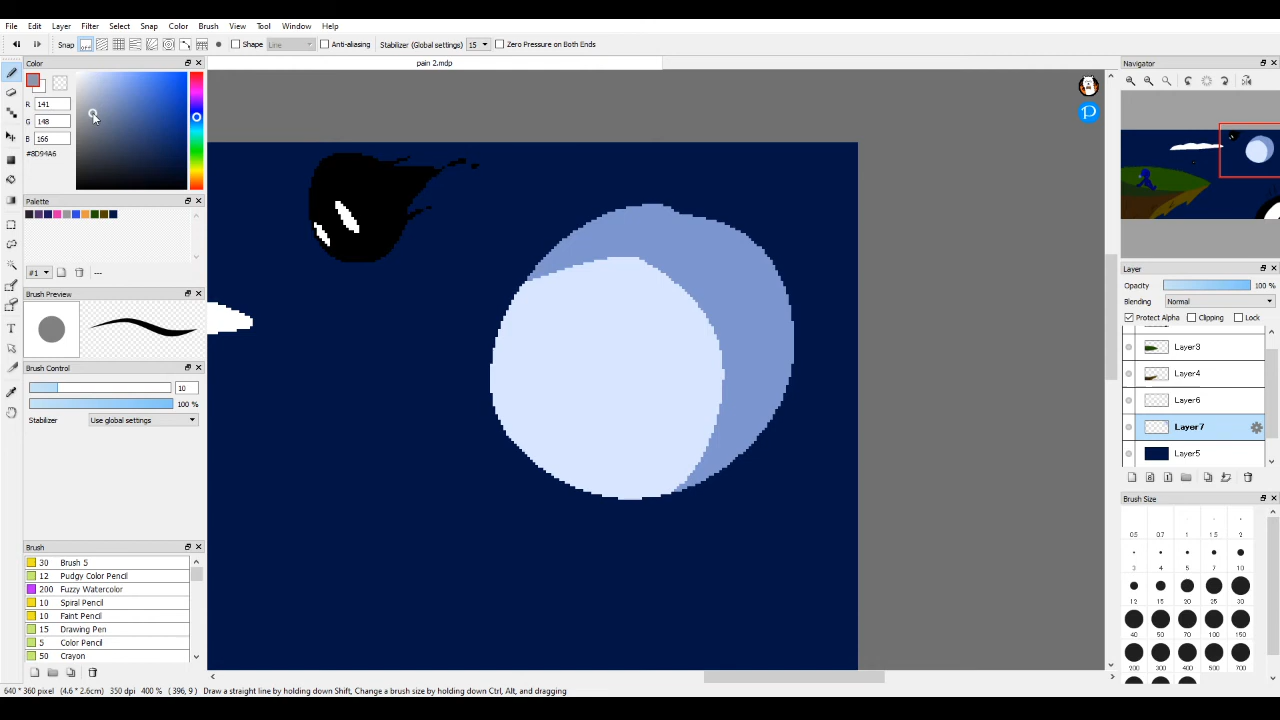 File Edit View Filter Select Snap Color Brush View Tool Window Help
Snap Shape Line Anti-aliasing Stabilizer (Global settings) 15 Zero Pressure on Both Ends
Color
pain 2.mdp
Navigator
R 141
G 148
B 166
#8D94A6
Palette
#1 ---
Brush Preview
Brush Control
10
100 %
Stabilizer Use global settings
Layer
Opacity 100 %
Blending Normal
Protect Alpha Clipping Lock
Layer3
Layer4
Layer6
Layer7
Layer5
Brush Size
0.5 0.7 1 1.5 2
3 4 5 7 10
12 15 20 25 30
40 50 70 100 150
200 300 400 500 700
Brush
30 Brush 5
12 Pudgy Color Pencil
200 Fuzzy Watercolor
10 Spiral Pencil
10 Faint Pencil
15 Drawing Pen
5 Color Pencil
50 Crayon
640 * 360 pixel (4.6 * 2.6cm) 350 dpi 400 % ( 396, 9 ) Draw a straight line by holding down Shift, Change a brush size by holding down Ctrl, Alt, and dragging